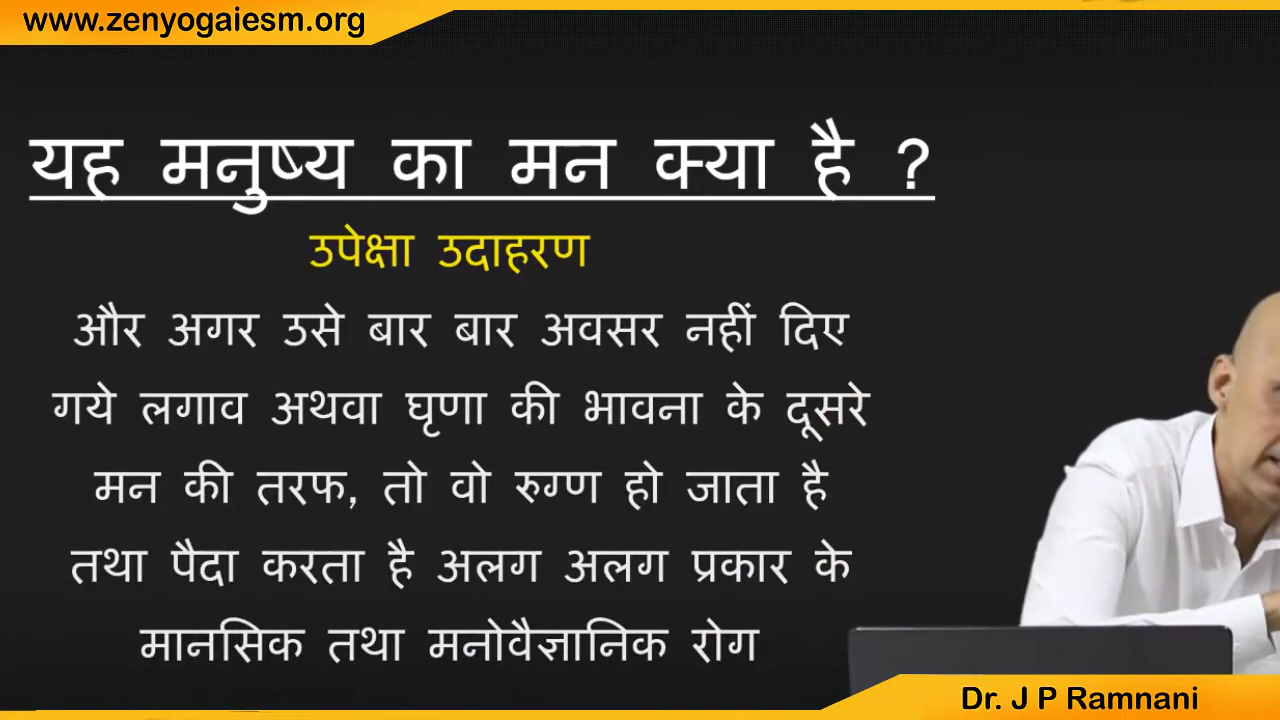 www.zenyogaiesm.org
यह मनुष्य का मन क्या है ?
उपेक्षा उदाहरण
और अगर उसे बार बार अवसर नहीं दिए
गये लगाव अथवा घृणा की भावना के दूसरे
मन की तरफ, तो वो रुग्ण हो जाता है
तथा पैदा करता है अलग अलग प्रकार के
मानसिक तथा मनोवैज्ञानिक रोग
Dr. J P Ramnani